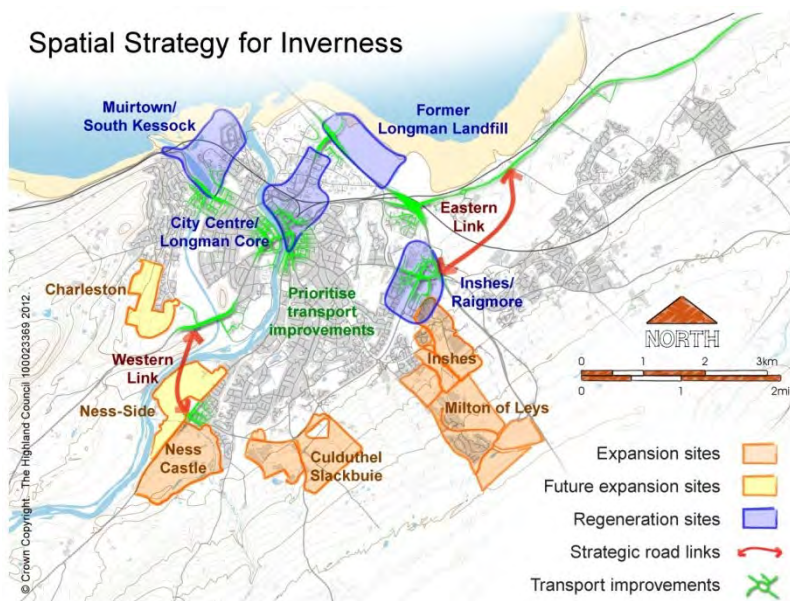 Spatial Strategy for Inverness
Muirtown/
South Kessock
Former
Longman Landfill
City Centre/
Longman Core
Eastern
Link
Charleston
Prioritise
transport
improvements
Inshes/
Raigmore
Western
Link
Inshes
Ness-Side
Milton of Leys
Ness
Castle
Culduthel
Slackbuie
NORTH
0 1 2 3km
0 1 2mi
Expansion sites
Future expansion sites
Regeneration sites
Strategic road links
Transport improvements
© Crown Copyright. The Highland Council 100023369 2012.